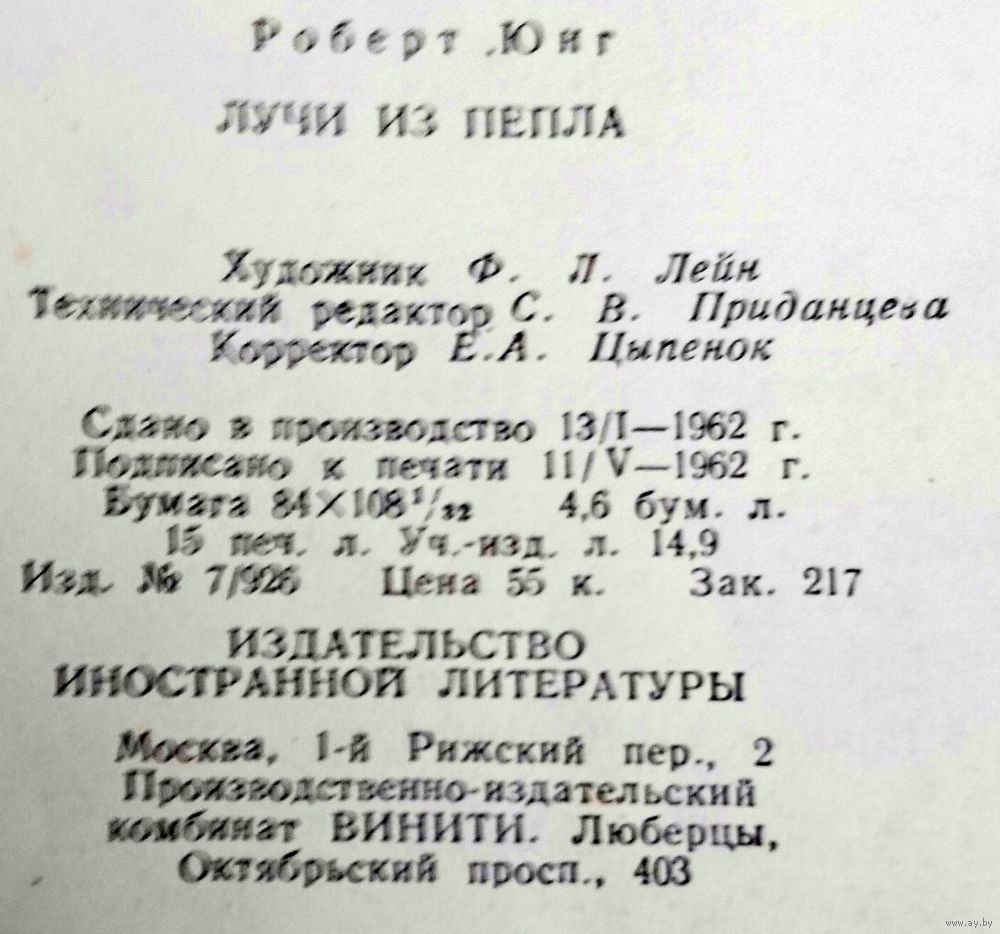 Роберт Юнг
ЛУЧИ ИЗ ПЕПЛА
Художник Ф. Л. Лейн
Технический редактор С. В. Приданцева
Корректор Е.А. Цыпенок
Сдано в производство 13/I—1962 г.
Подписано к печати 11/V—1962 г.
Бумага 84×108¹/₃₂ 4,6 бум. л.
15 печ. л. Уч.-изд. л. 14,9
Изд. № 7/926 Цена 55 к. Зак. 217
ИЗДАТЕЛЬСТВО
ИНОСТРАННОЙ ЛИТЕРАТУРЫ
Москва, 1-й Рижский пер., 2
Производственно-издательский
комбинат ВИНИТИ. Люберцы,
Октябрьский просп., 403
www.ay.by